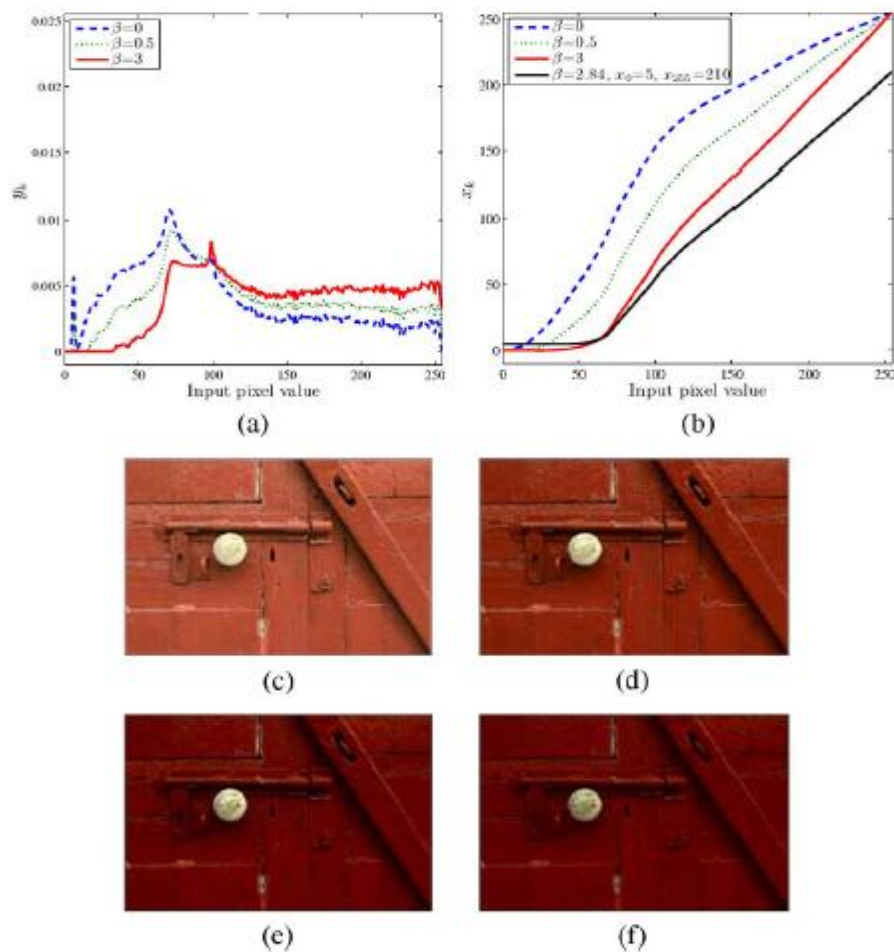 β=0
β=0.5
β=3
0.025
0.02
0.015
0.01
0.005
0
y_k
0 50 100 150 200 250
Input pixel value
(a)
β=0
β=0.5
β=3
β=2.84, x_0=5, x_255=210
250
200
150
100
50
0
x_k
0 50 100 150 200 250
Input pixel value
(b)
(c)
(d)
(e)
(f)